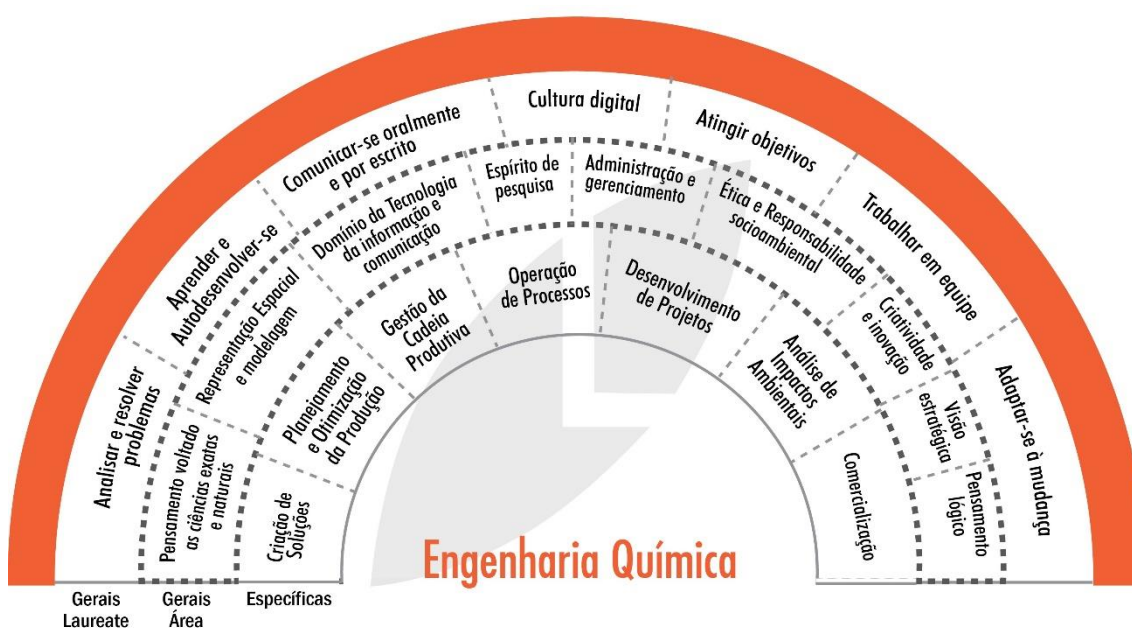 Analisar e resolver
problemas
Aprender e
Autodesenvolver-se
Comunicar-se oralmente
e por escrito
Cultura digital
Atingir objetivos
Trabalhar em equipe
Adaptar-se à mudança
Pensamento voltado
as ciências exatas
e naturais
Representação Espacial
e modelagem
Domínio da Tecnologia
da informação e
comunicação
Espírito de
pesquisa
Administração e
gerenciamento
Ética e Responsabilidade
socioambiental
Criatividade
e inovação
Visão
estratégica
Pensamento
lógico
Criação de
Soluções
Planejamento
e Otimização
da Produção
Gestão da
Cadeia
Produtiva
Operação
de Processos
Desenvolvimento
de Projetos
Análise de
Impactos
Ambientais
Comercialização
Engenharia Química
Gerais
Laureate
Gerais
Área
Específicas